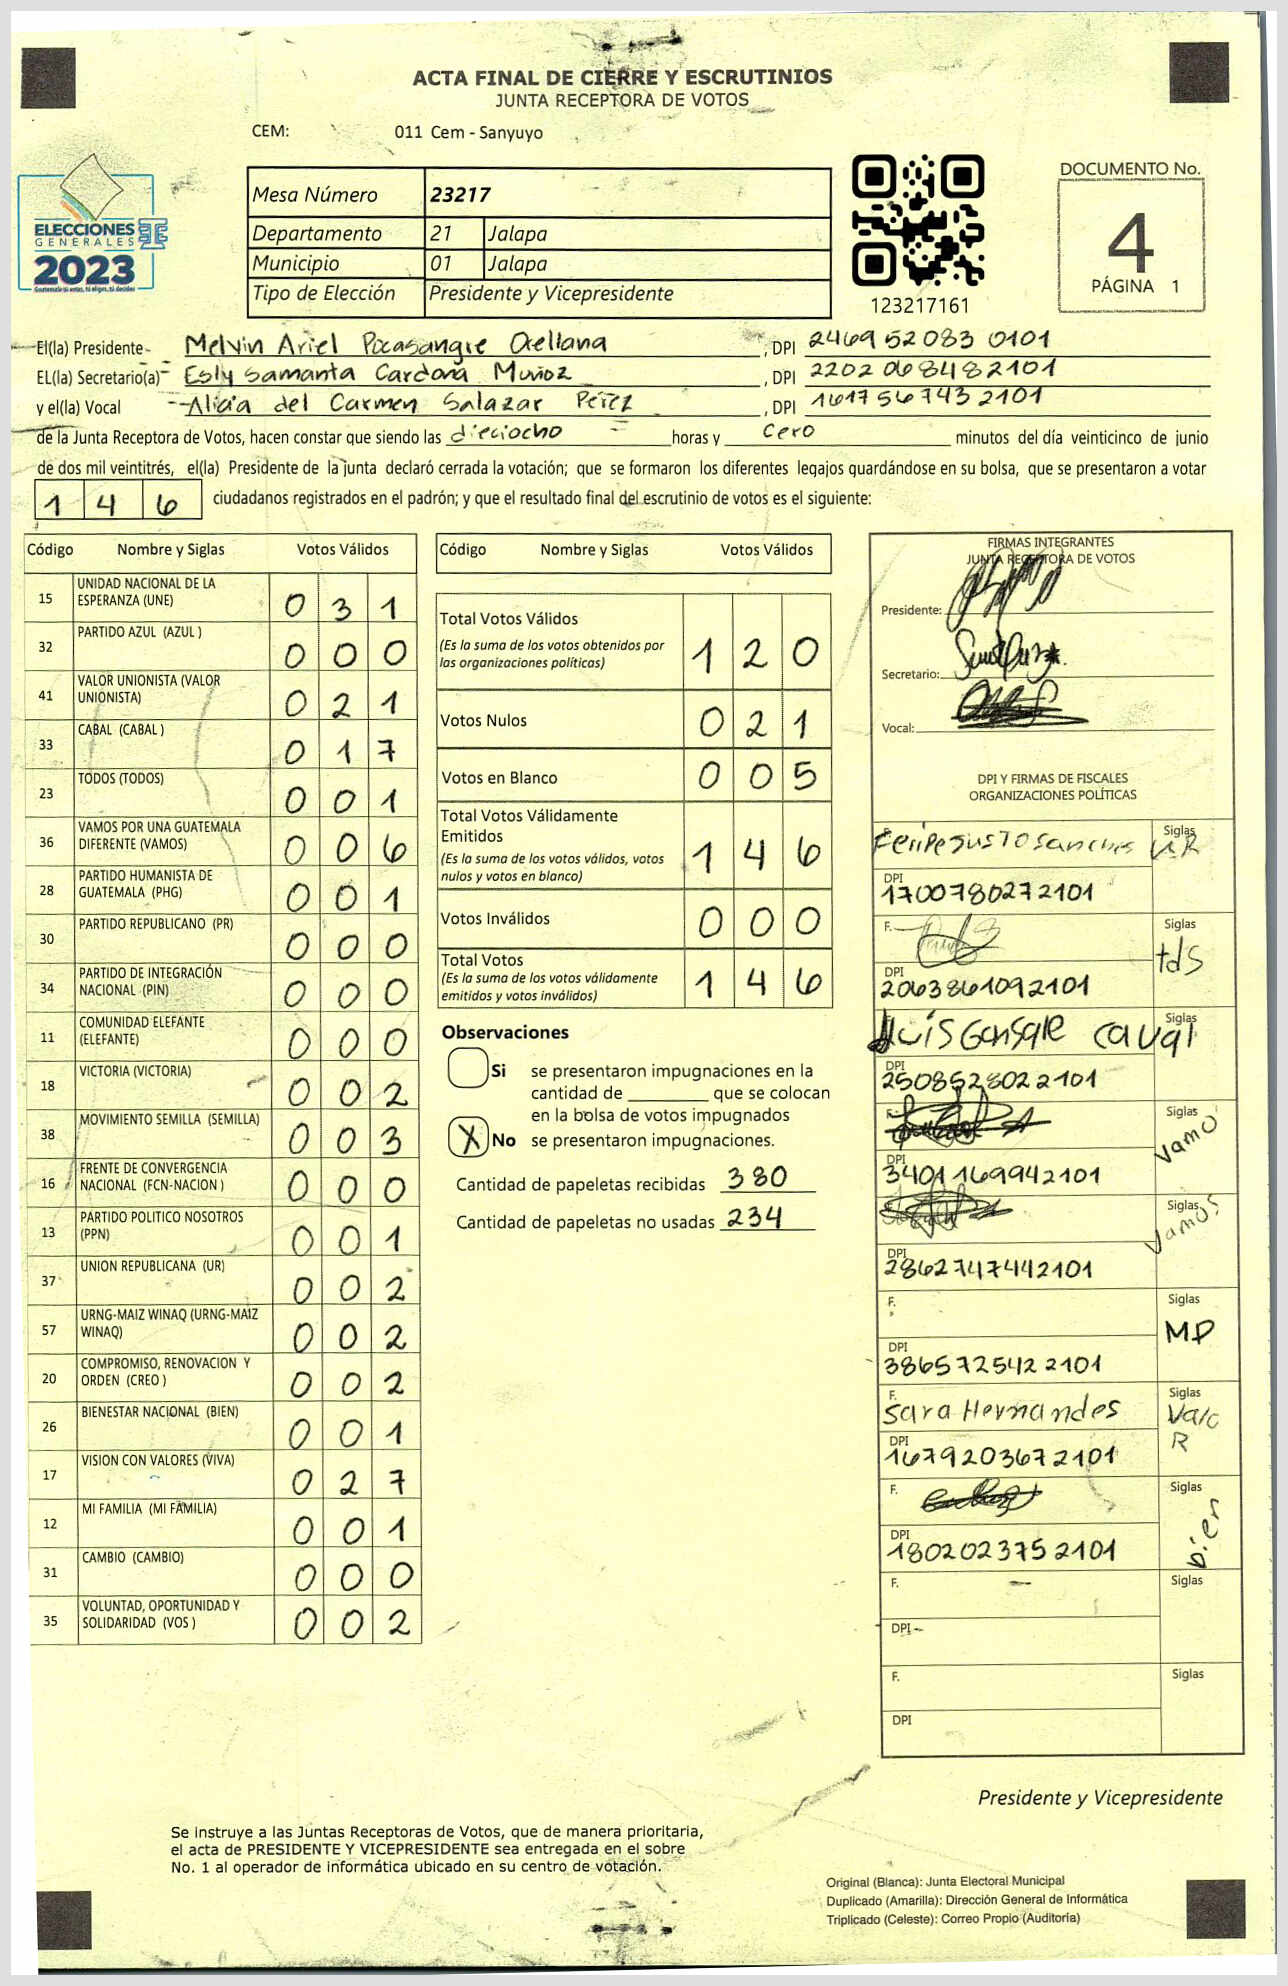 ACTA FINAL DE CIERRE Y ESCRUTINIOS
JUNTA RECEPTORA DE VOTOS
CEM: 011 Cem - Sanyuyo
ELECCIONES
GENERALES
2023
Guatemala tú votas, tú eliges, tú decides
Mesa Número 23217
Departamento 21 Jalapa
Municipio 01 Jalapa
Tipo de Elección Presidente y Vicepresidente
123217161
DOCUMENTO No.
4
PÁGINA 1
El(la) Presidente Melvin Ariel Pocasangre Orellana, DPI 2469 52083 0101
EL(la) Secretario(a) Esly Samanta Cardona Muñoz, DPI 2202 06848 2101
y el(la) Vocal Alicia del Carmen Salazar Pérez, DPI 1617 56743 2101
de la Junta Receptora de Votos, hacen constar que siendo las dieciocho horas y cero minutos del día veinticinco de junio
de dos mil veintitrés, el(la) Presidente de la junta declaró cerrada la votación; que se formaron los diferentes legajos guardándose en su bolsa, que se presentaron a votar
1 4 6 ciudadanos registrados en el padrón; y que el resultado final del escrutinio de votos es el siguiente:
Código Nombre y Siglas Votos Válidos
15 UNIDAD NACIONAL DE LA ESPERANZA (UNE) 0 3 1
32 PARTIDO AZUL (AZUL ) 0 0 0
41 VALOR UNIONISTA (VALOR UNIONISTA) 0 2 1
33 CABAL (CABAL ) 0 1 7
23 TODOS (TODOS) 0 0 1
36 VAMOS POR UNA GUATEMALA DIFERENTE (VAMOS) 0 0 6
28 PARTIDO HUMANISTA DE GUATEMALA (PHG) 0 0 1
30 PARTIDO REPUBLICANO (PR) 0 0 0
34 PARTIDO DE INTEGRACIÓN NACIONAL (PIN) 0 0 0
11 COMUNIDAD ELEFANTE (ELEFANTE) 0 0 0
18 VICTORIA (VICTORIA) 0 0 2
38 MOVIMIENTO SEMILLA (SEMILLA) 0 0 3
16 FRENTE DE CONVERGENCIA NACIONAL (FCN-NACION ) 0 0 0
13 PARTIDO POLITICO NOSOTROS (PPN) 0 0 1
37 UNION REPUBLICANA (UR) 0 0 2
57 URNG-MAIZ WINAQ (URNG-MAIZ WINAQ) 0 0 2
20 COMPROMISO, RENOVACION Y ORDEN (CREO ) 0 0 2
26 BIENESTAR NACIONAL (BIEN) 0 0 1
17 VISION CON VALORES (VIVA) 0 2 7
12 MI FAMILIA (MI FAMILIA) 0 0 1
31 CAMBIO (CAMBIO) 0 0 0
35 VOLUNTAD, OPORTUNIDAD Y SOLIDARIDAD (VOS ) 0 0 2
Código Nombre y Siglas Votos Válidos
Total Votos Válidos 1 2 0
(Es la suma de los votos obtenidos por
las organizaciones políticas)
Votos Nulos 0 2 1
Votos en Blanco 0 0 5
Total Votos Válidamente
Emitidos 1 4 6
(Es la suma de los votos válidos, votos
nulos y votos en blanco)
Votos Inválidos 0 0 0
Total Votos 1 4 6
(Es la suma de los votos válidamente
emitidos y votos inválidos)
Observaciones
Si se presentaron impugnaciones en la
cantidad de ________ que se colocan
en la bolsa de votos impugnados
X No se presentaron impugnaciones.
Cantidad de papeletas recibidas 380
Cantidad de papeletas no usadas 234
FIRMAS INTEGRANTES
JUNTA RECEPTORA DE VOTOS
Presidente:
Secretario:
Vocal:
DPI Y FIRMAS DE FISCALES
ORGANIZACIONES POLÍTICAS
Felipe Justo Sanches Siglas UR
DPI 1700780272101
F. Siglas tds
DPI 2063861092101
Luis Gonsale Siglas caval
DPI 2508528022101
F. Siglas vamo
DPI 3401169942101
Siglas vamos
DPI 2862747442101
F. Siglas MP
DPI 3865725422101
F. Sara Hernandes Siglas Valo R
DPI 1679203672101
F. Siglas bien
DPI 1802023752101
F. Siglas
DPI
F. Siglas
DPI
Presidente y Vicepresidente
Se instruye a las Juntas Receptoras de Votos, que de manera prioritaria,
el acta de PRESIDENTE Y VICEPRESIDENTE sea entregada en el sobre
No. 1 al operador de informática ubicado en su centro de votación.
Original (Blanca): Junta Electoral Municipal
Duplicado (Amarilla): Dirección General de Informática
Triplicado (Celeste): Correo Propio (Auditoría)